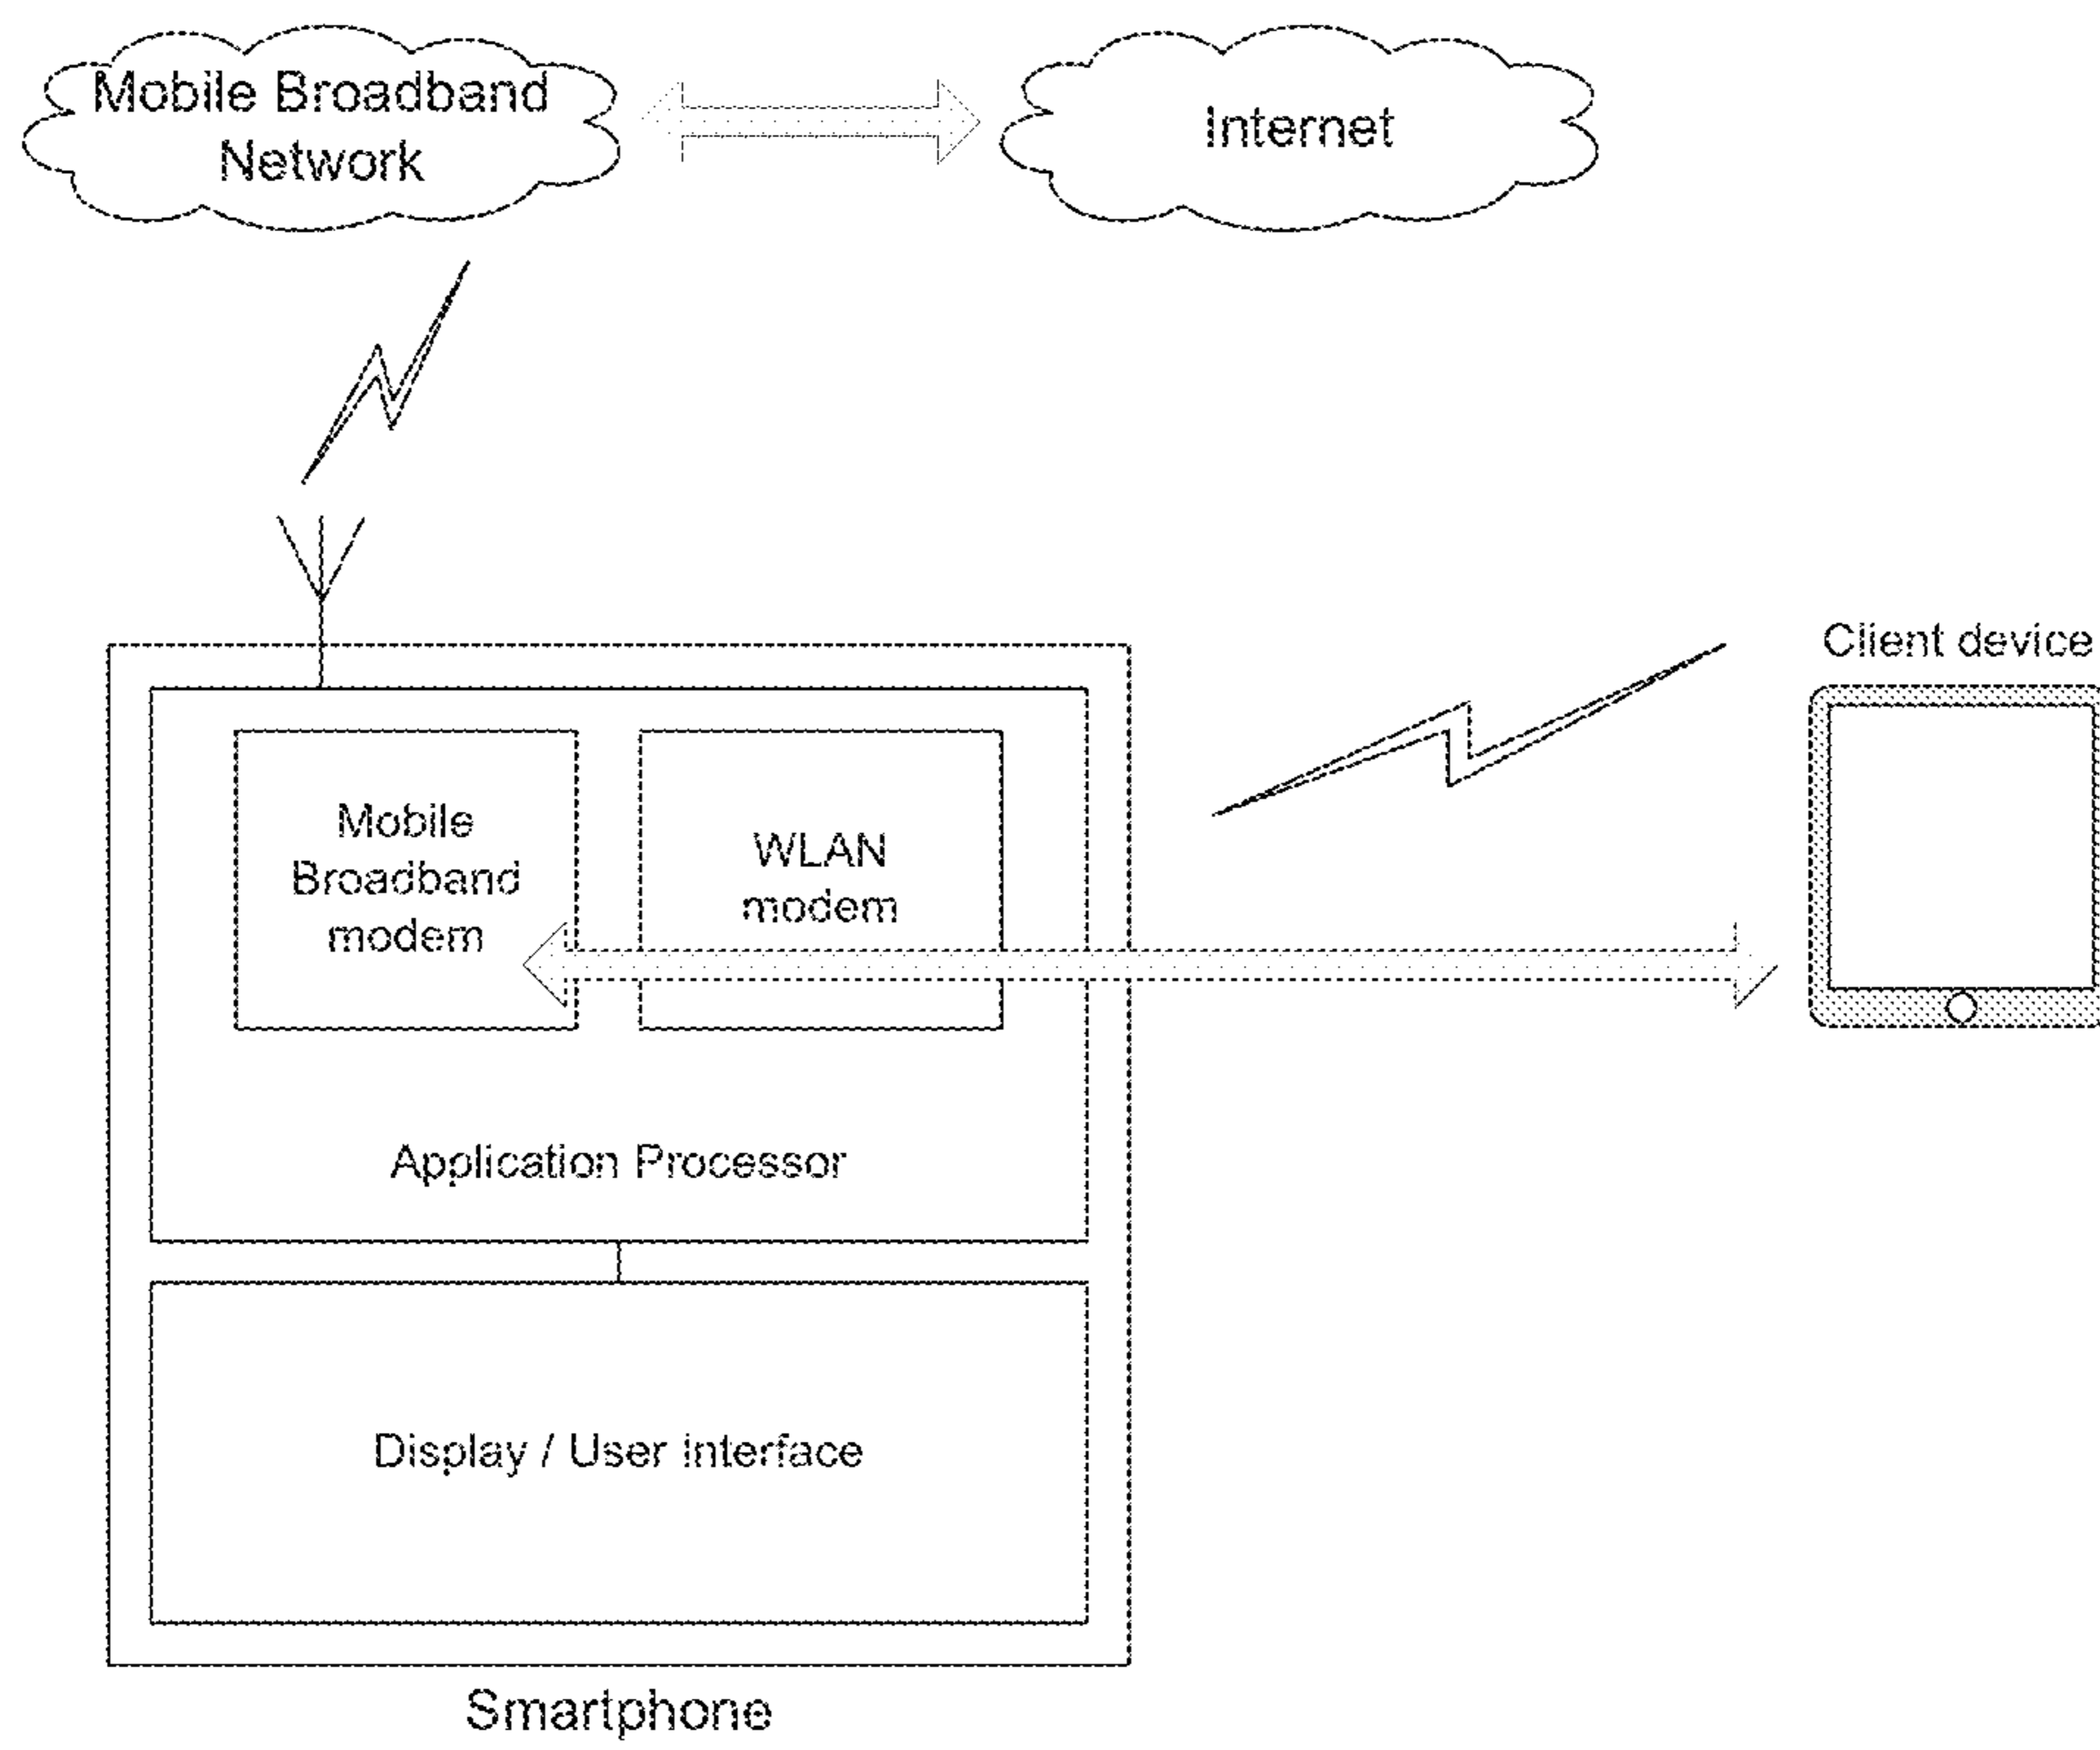 Mobile Broadband
Network
Internet
Client device
Mobile
Broadband
modem
WLAN
modem
Application Processor
Display / User interface
Smartphone